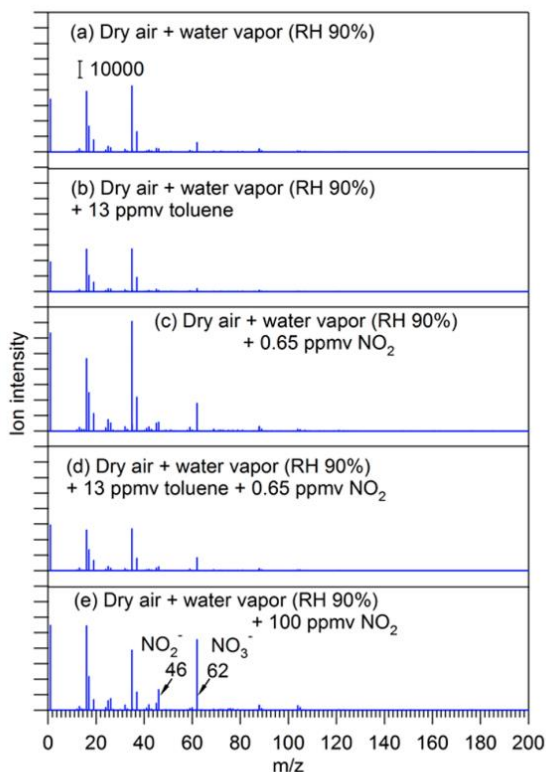 (a) Dry air + water vapor (RH 90%)
10000
(b) Dry air + water vapor (RH 90%)
+ 13 ppmv toluene
(c) Dry air + water vapor (RH 90%)
+ 0.65 ppmv NO₂
(d) Dry air + water vapor (RH 90%)
+ 13 ppmv toluene + 0.65 ppmv NO₂
(e) Dry air + water vapor (RH 90%)
+ 100 ppmv NO₂
NO₂⁻ NO₃⁻
46 62
Ion intensity
0 20 40 60 80 100 120 140 160 180 200
m/z